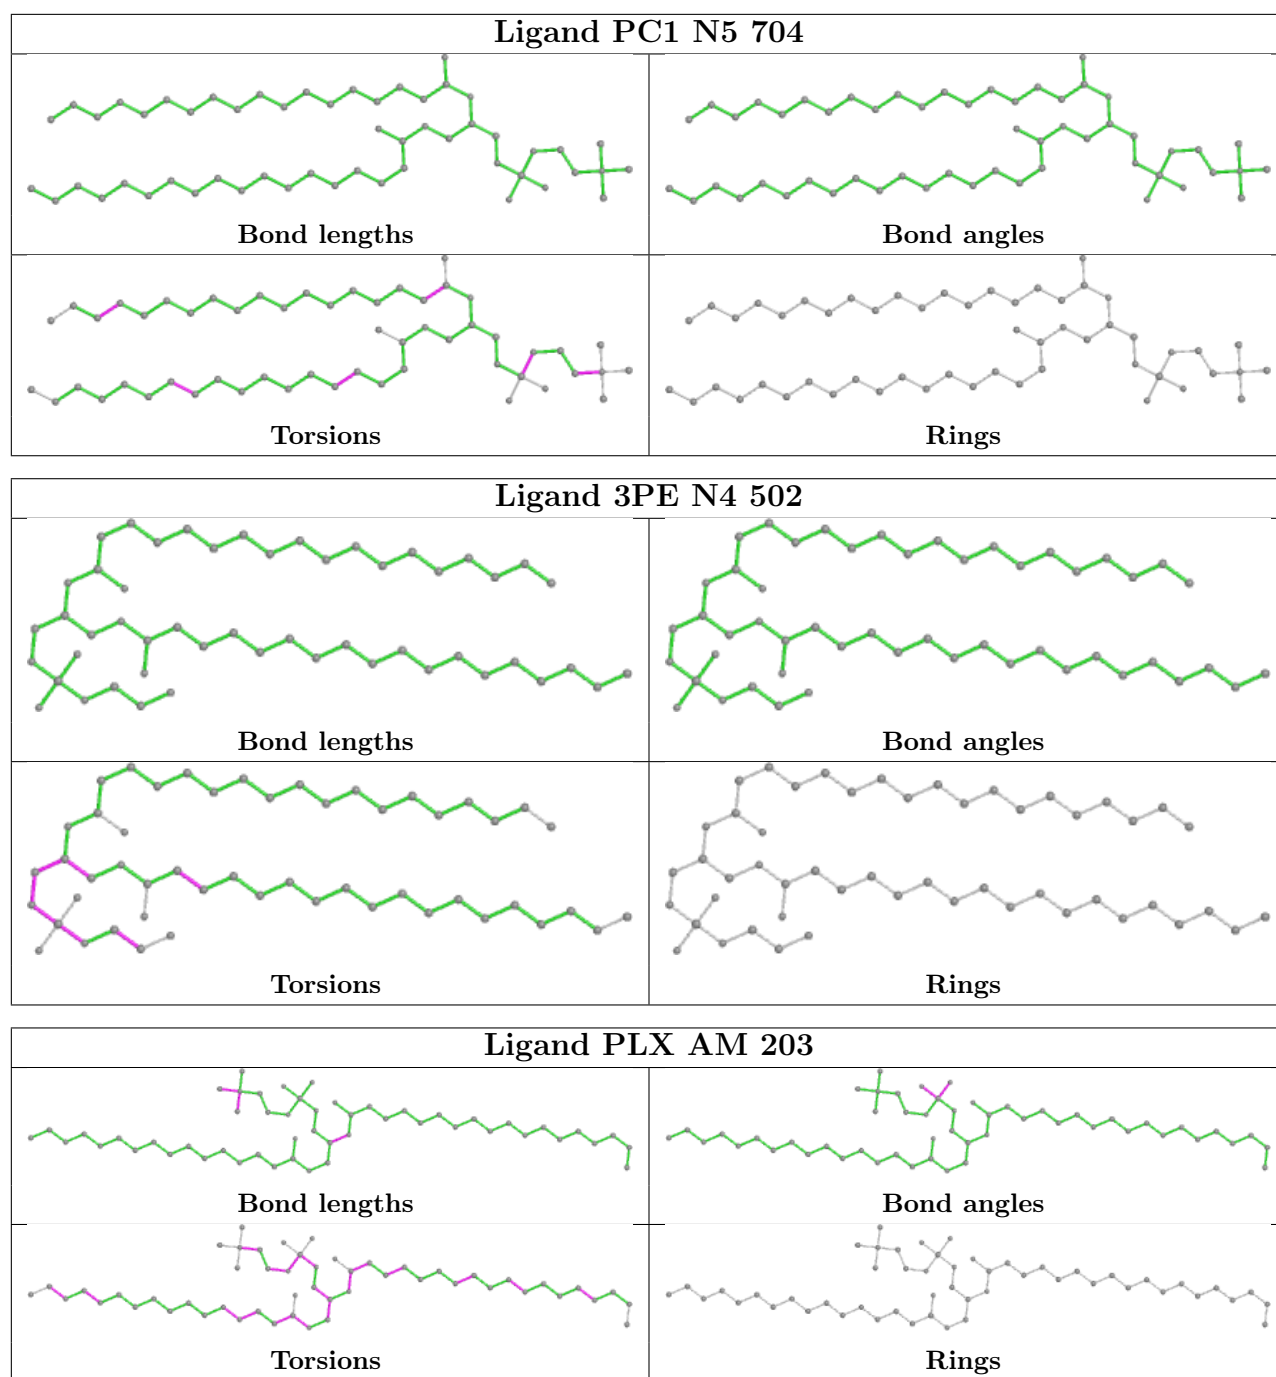 Ligand PC1 N5 704
Bond lengths
Bond angles
Torsions
Rings
Ligand 3PE N4 502
Bond lengths
Bond angles
Torsions
Rings
Ligand PLX AM 203
Bond lengths
Bond angles
Torsions
Rings